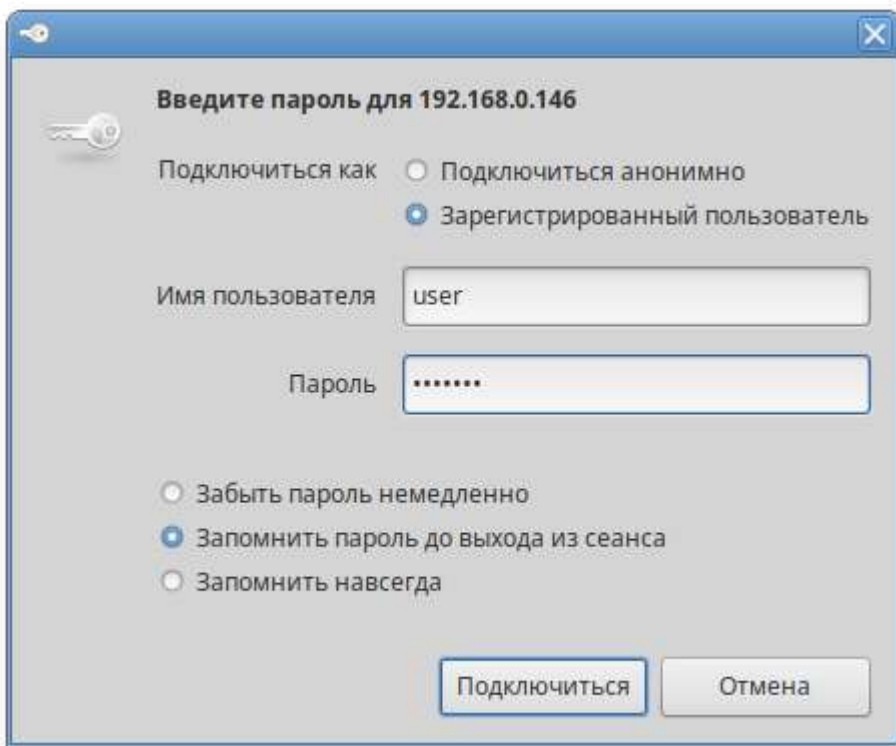 Введите пароль для 192.168.0.146
Подключиться как
Подключиться анонимно
Зарегистрированный пользователь
Имя пользователя
user
Пароль
•••••••
Забыть пароль немедленно
Запомнить пароль до выхода из сеанса
Запомнить навсегда
Подключиться
Отмена